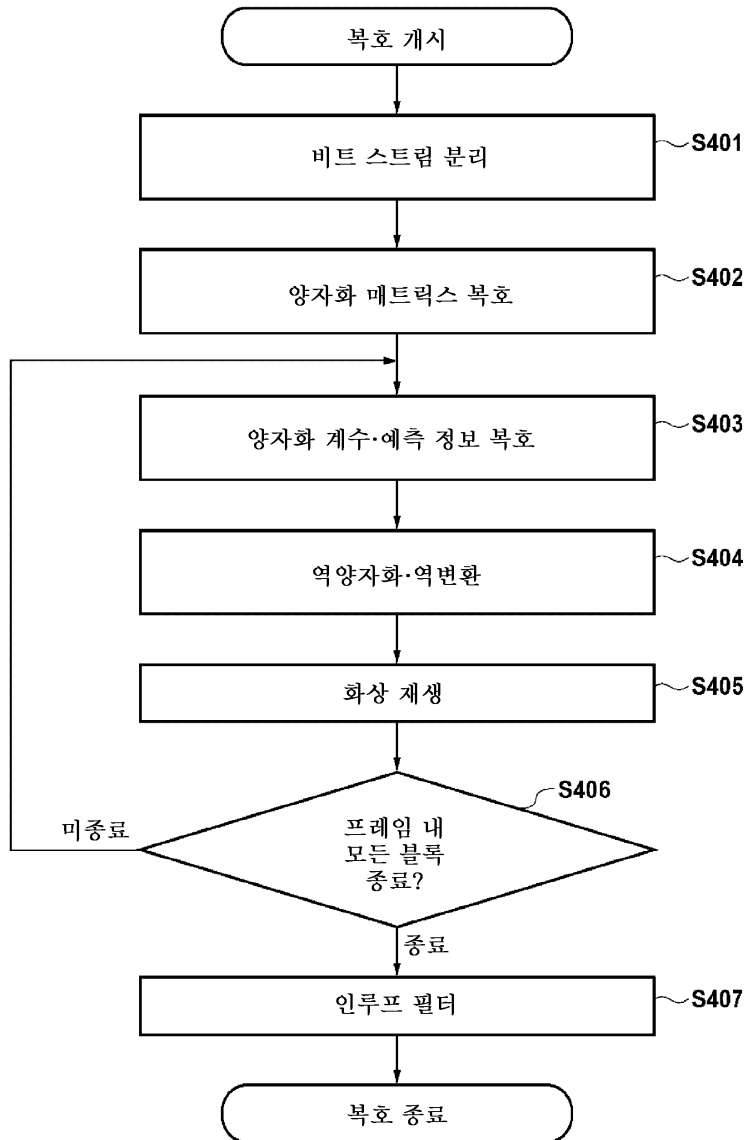 복호 개시
비트 스트림 분리
S401
양자화 매트릭스 복호
S402
양자화 계수·예측 정보 복호
S403
역양자화·역변환
S404
화상 재생
S405
S406
프레임 내
모든 블록
종료?
미종료
종료
인루프 필터
S407
복호 종료